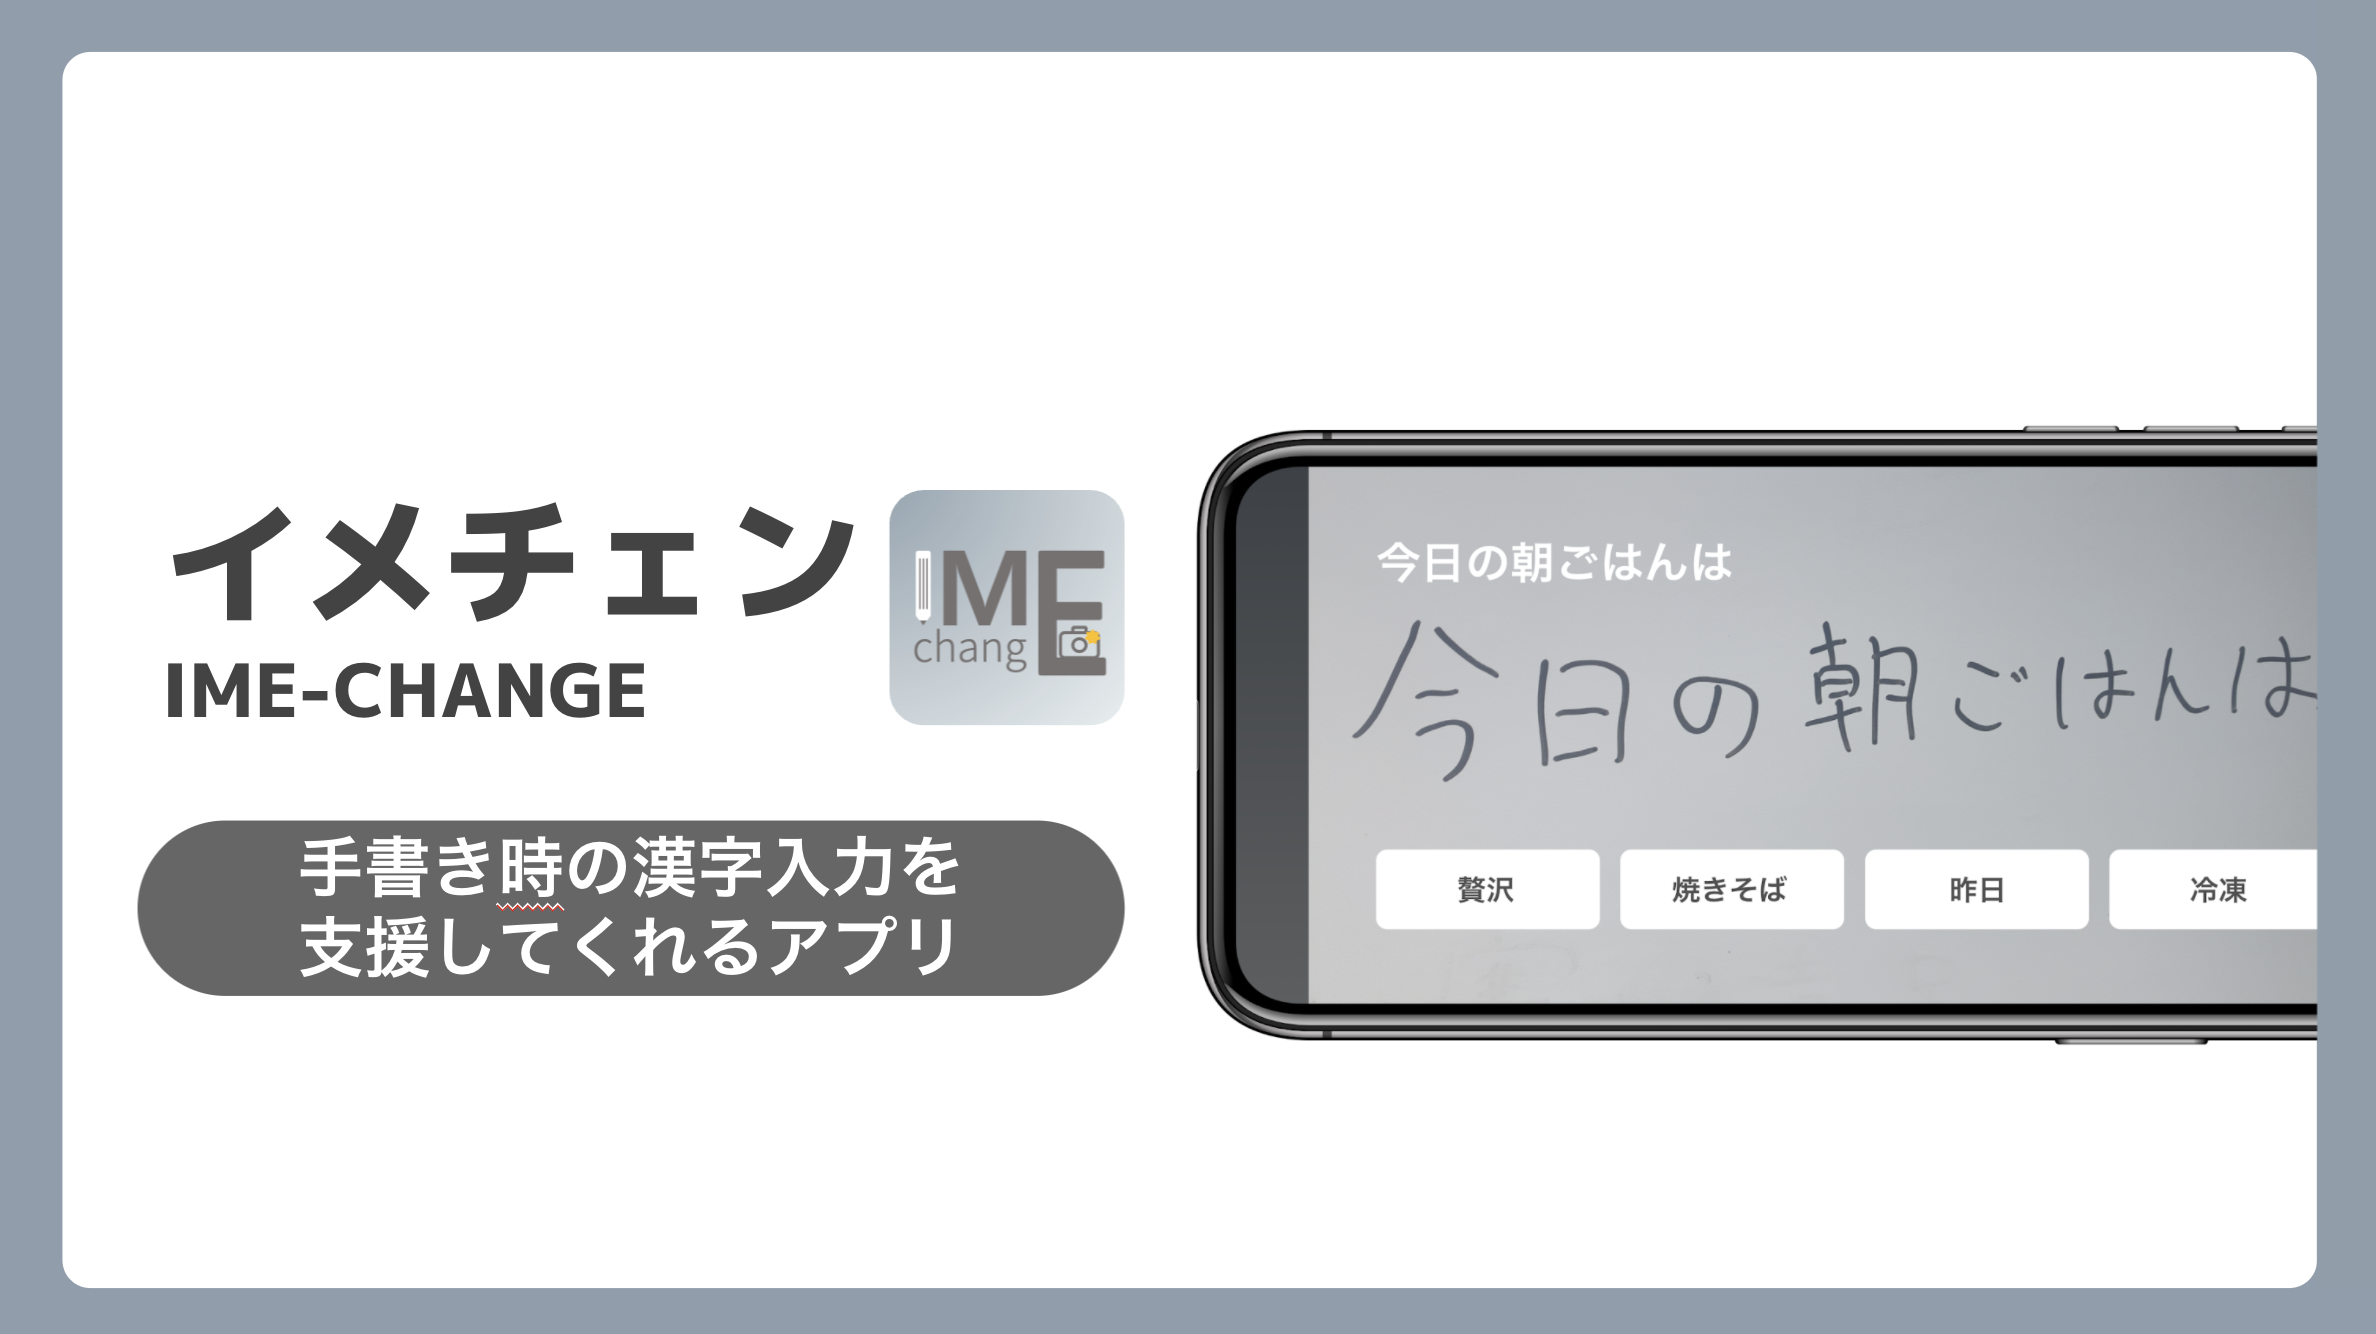 イメチェン
IME-CHANGE
IME
chang
手書き時の漢字入力を
支援してくれるアプリ
今日の朝ごはんは
今日の朝ごはんは
贅沢
焼きそば
昨日
冷凍